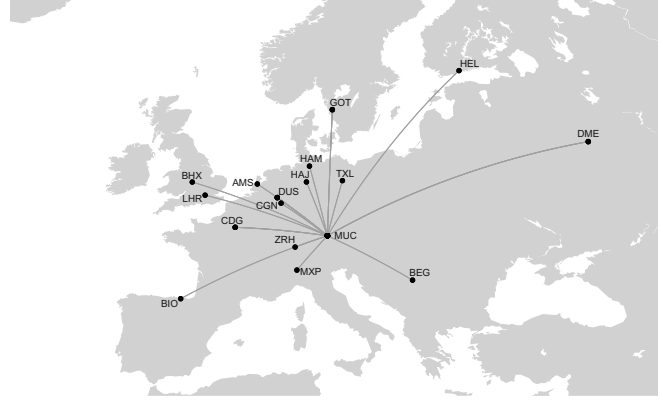 HEL
GOT
DME
HAM
BHX
AMS
HAJ
TXL
LHR
DUS
CGN
CDG
ZRH
MUC
MXP
BEG
BIO